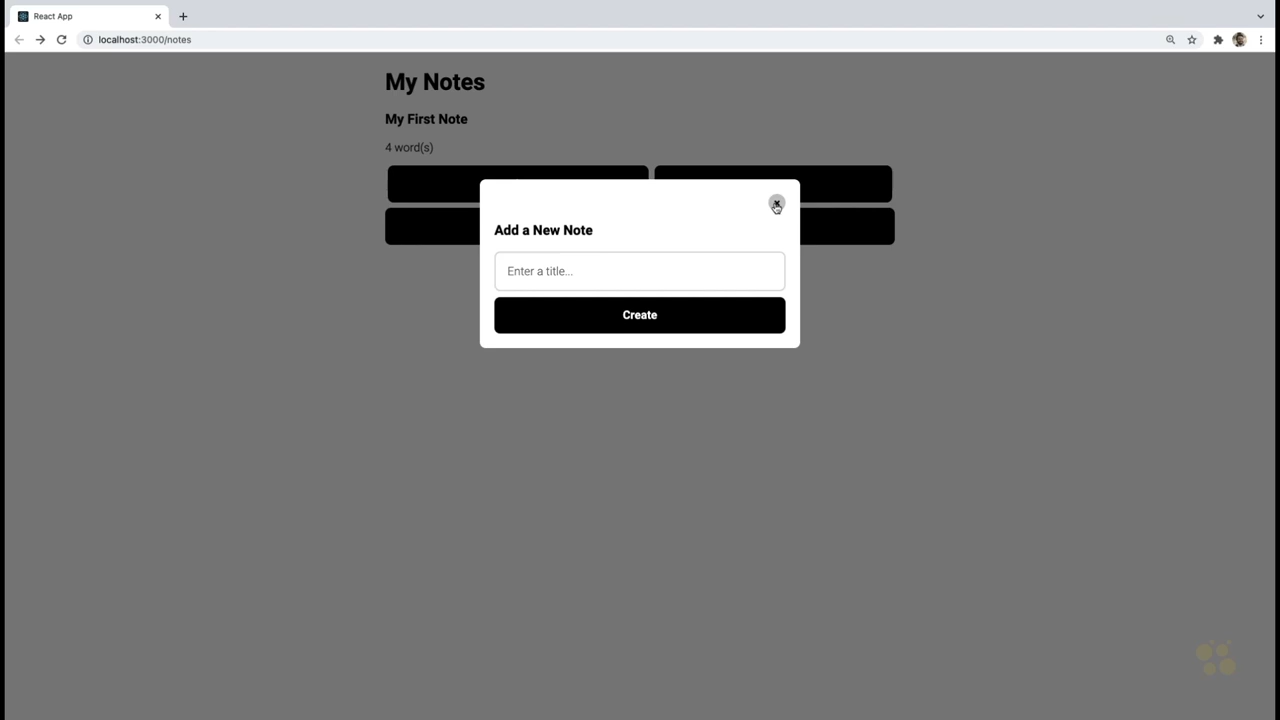 React App
localhost:3000/notes
My Notes
My First Note
4 word(s)
Add a New Note
Enter a title...
Create